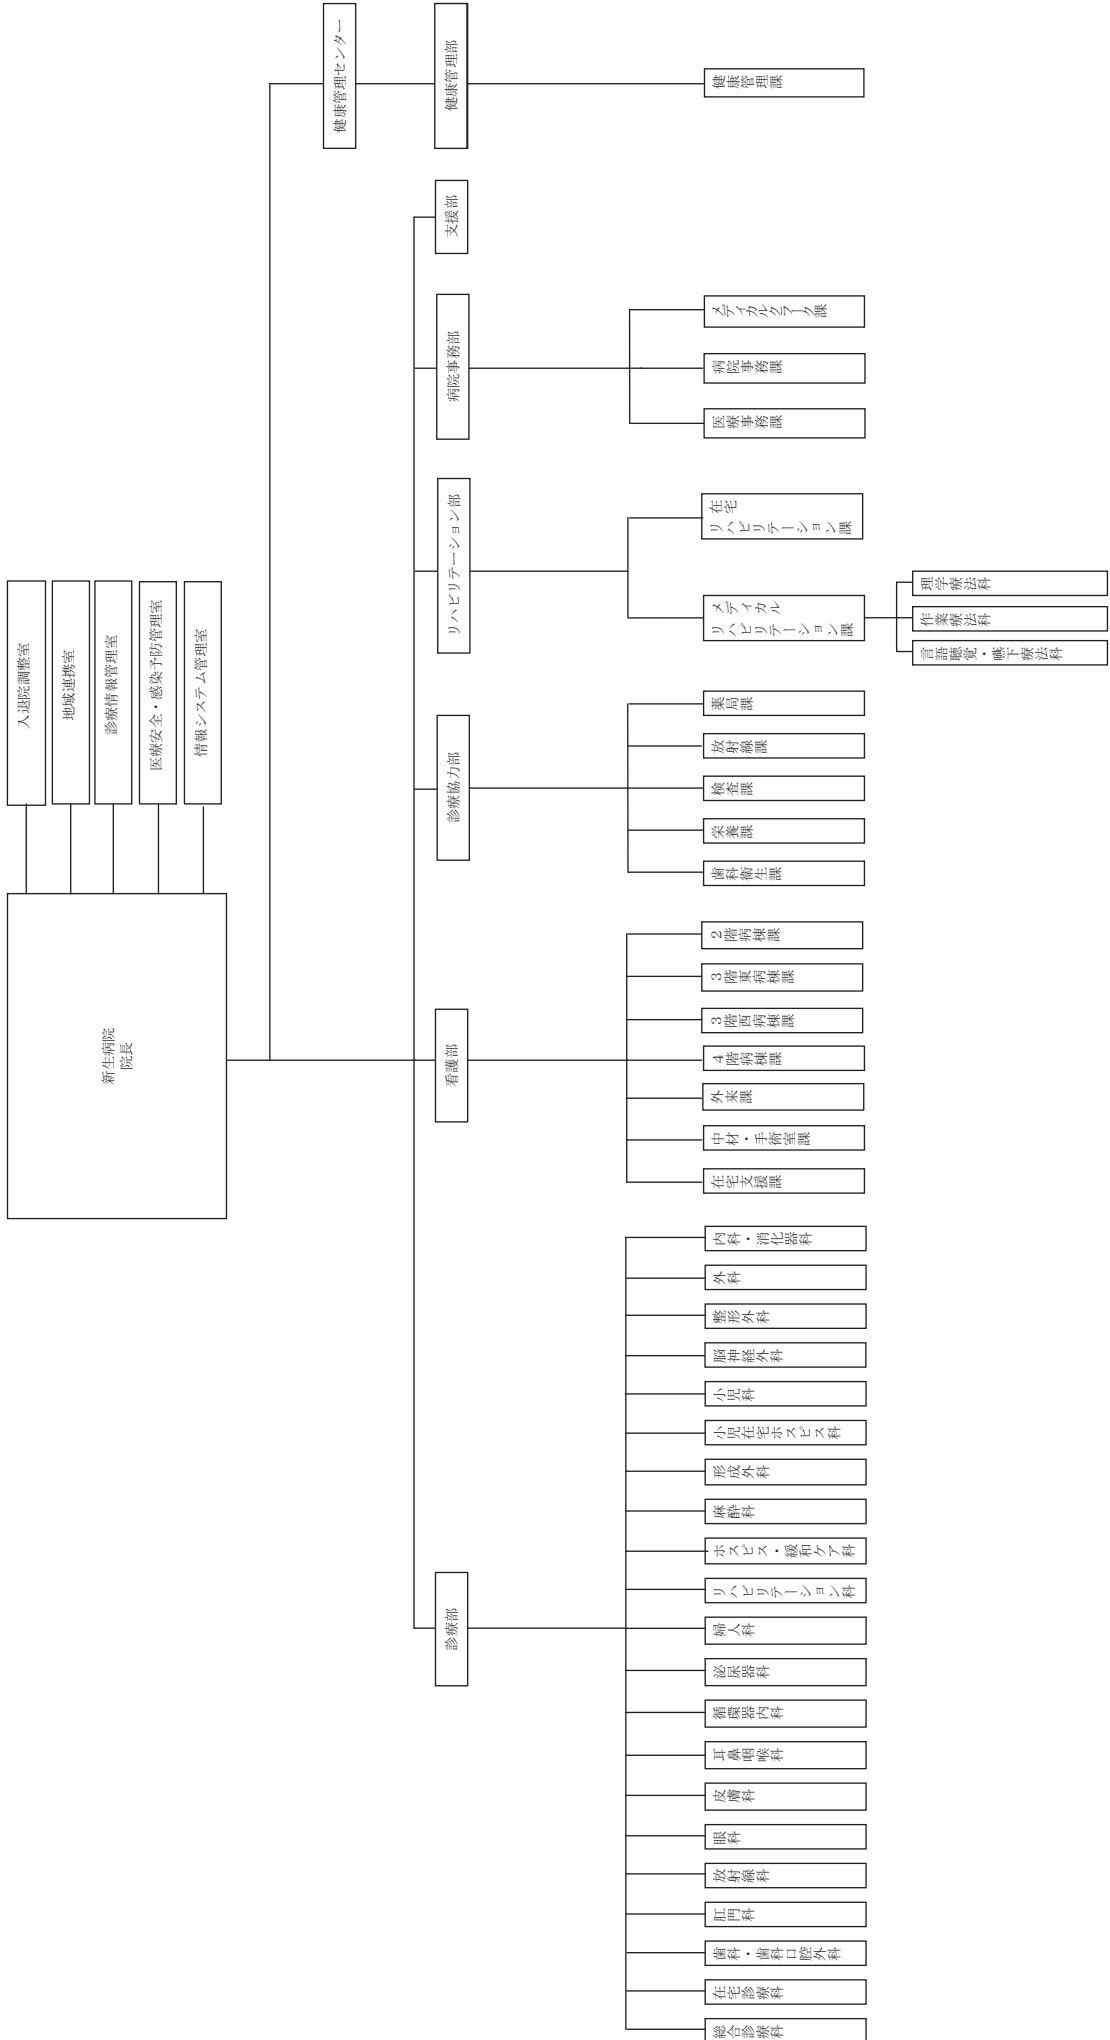 新生病院
院長
入退院調整室
地域連携室
診療情報管理室
医療安全・感染予防管理室
情報システム管理室
健康管理センター
健康管理部
健康管理課
支援部
病院事務部
メディカルクラーク課
病院事務課
医療事務課
リハビリテーション部
在宅
リハビリテーション課
メディカル
リハビリテーション課
理学療法科
作業療法科
言語聴覚・嚥下療法科
診療協力部
薬局課
放射線課
検査課
栄養課
歯科衛生課
看護部
2階病棟課
3階東病棟課
3階西病棟課
4階病棟課
外来課
中材・手術室課
在宅支援課
診療部
内科・消化器科
外科
整形外科
脳神経外科
小児科
小児在宅ホスピス科
形成外科
麻酔科
ホスピス・緩和ケア科
リハビリテーション科
婦人科
泌尿器科
循環器内科
耳鼻咽喉科
皮膚科
眼科
放射線科
肛門科
歯科・歯科口腔外科
在宅診療科
総合診療科